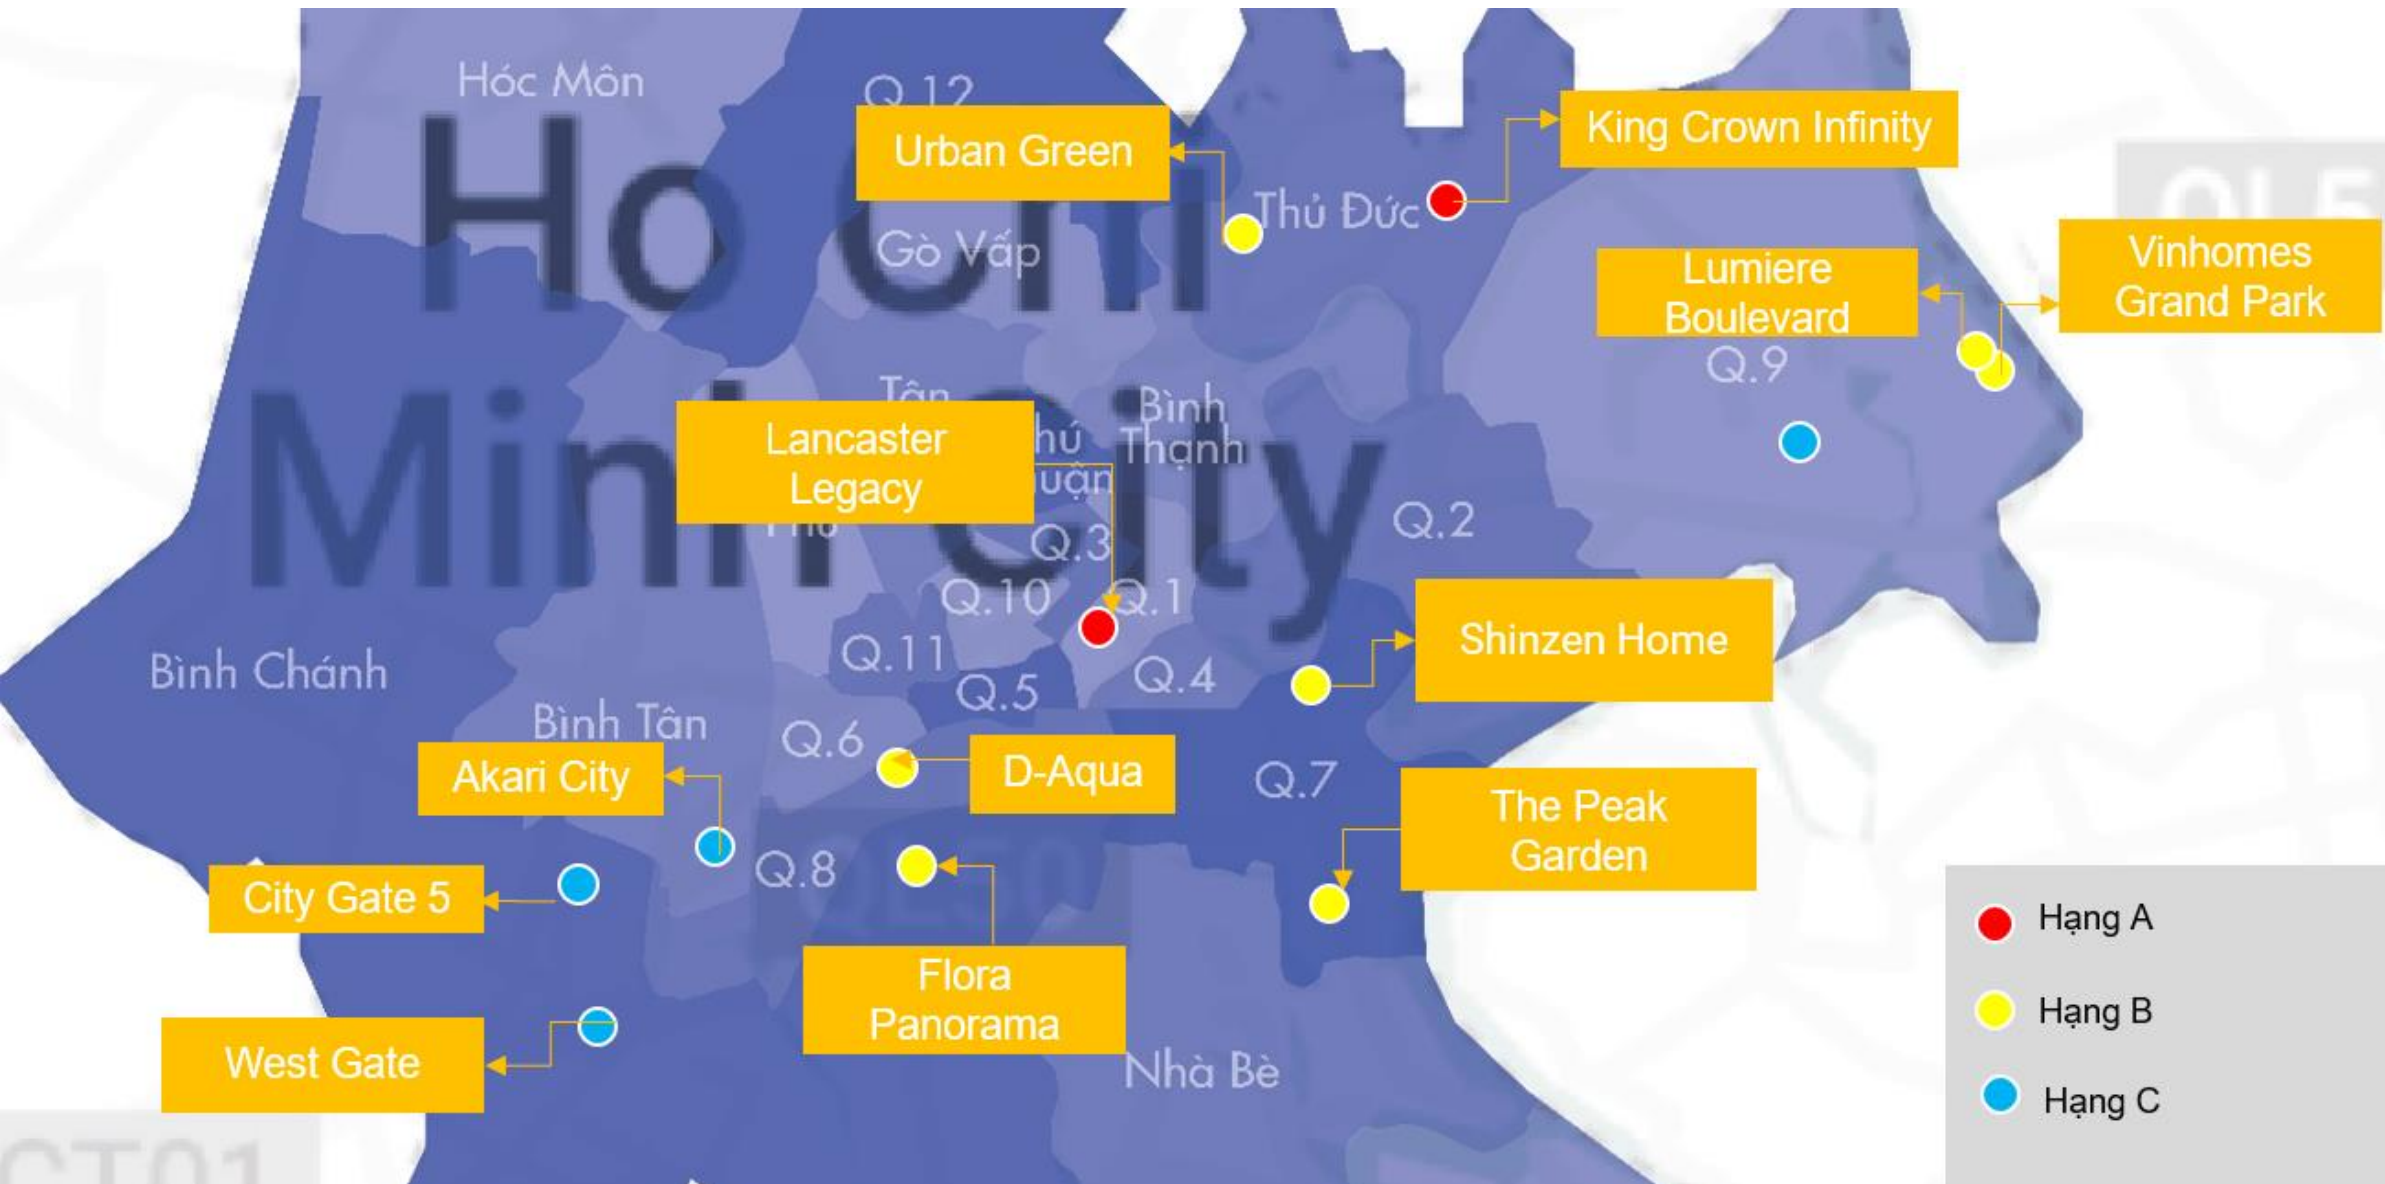 Hóc Môn
Q.12
Ho Chi
Minh City
Urban Green
King Crown Infinity
Thủ Đức
Gò Vấp
Vinhomes
Grand Park
Lumiere
Boulevard
Q.9
Tân
Bình
Thạnh
Lancaster
Legacy
Q.2
Q.3
Q.10
Q.1
Shinzen Home
Q.11
Bình Chánh
Q.4
Q.5
Bình Tân
Q.6
D-Aqua
Q.7
Akari City
The Peak
Garden
Q.8
QL50
City Gate 5
Flora
Panorama
West Gate
Nhà Bè
Hạng A
Hạng B
Hạng C
CT01